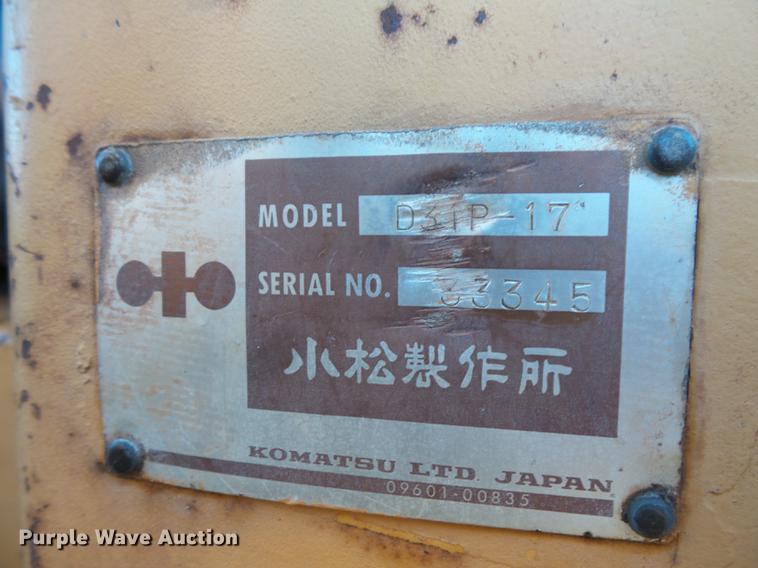 MODEL D31P-17
SERIAL NO. 33345
小松製作所
KOMATSU LTD. JAPAN
09601-00835
Purple Wave Auction